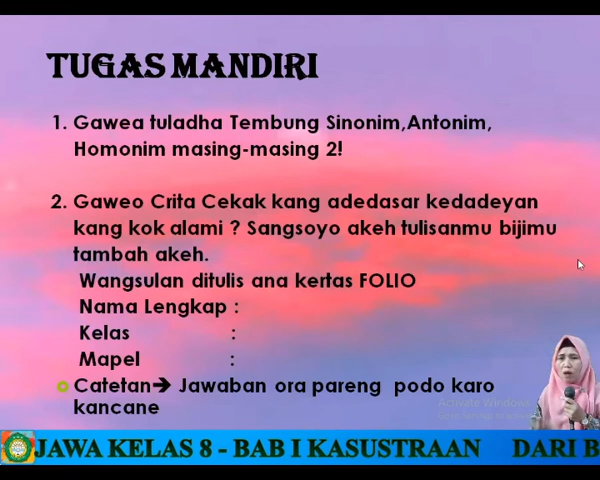 TUGAS MANDIRI
1. Gawea tuladha Tembung Sinonim,Antonim,
Homonim masing-masing 2!
2. Gaweo Crita Cekak kang adedasar kedadeyan
kang kok alami ? Sangsoyo akeh tulisanmu bijimu
tambah akeh.
Wangsulan ditulis ana kertas FOLIO
Nama Lengkap :
Kelas :
Mapel :
Catetan➔ Jawaban ora pareng podo karo
kancane
Activate Windows
JAWA KELAS 8 - BAB I KASUSTRAAN DARI B